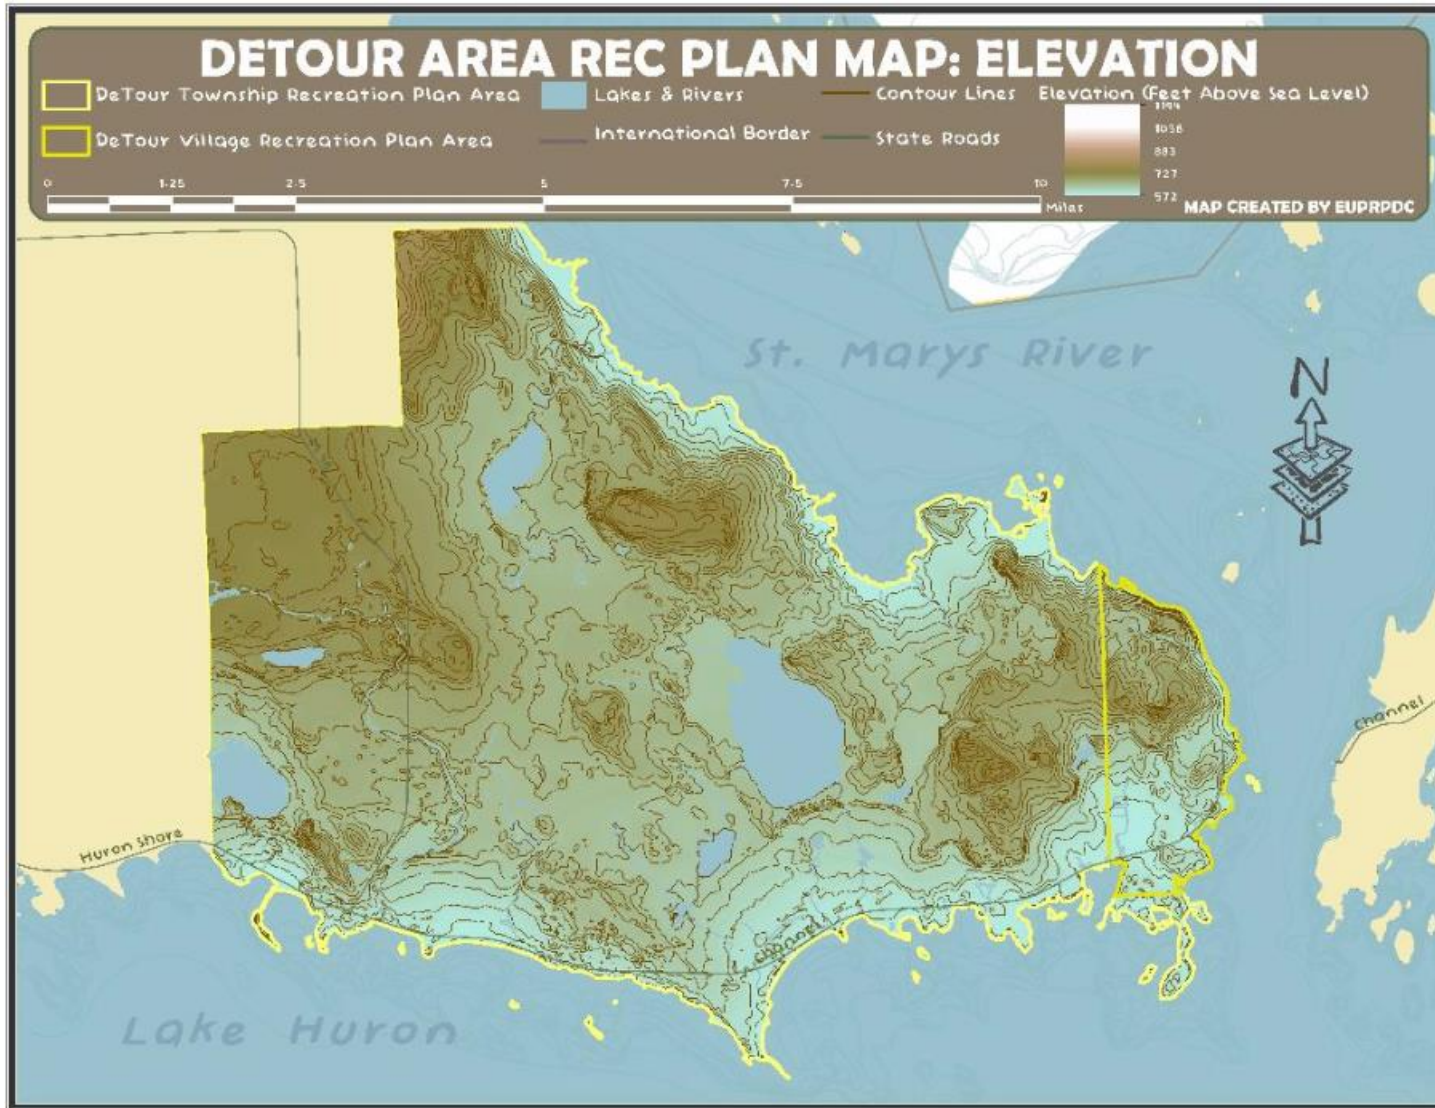 DETOUR AREA REC PLAN MAP: ELEVATION
DeTour Township Recreation Plan Area
Lakes & Rivers
Contour Lines
Elevation (Feet Above Sea Level)
DeTour Village Recreation Plan Area
International Border
State Roads
1038
883
727
572
0 1.25 2.5 5 7.5 10
Miles
MAP CREATED BY EUPRPDC
St. Marys River
N
Channel
Huron Shore
Channel
Lake Huron